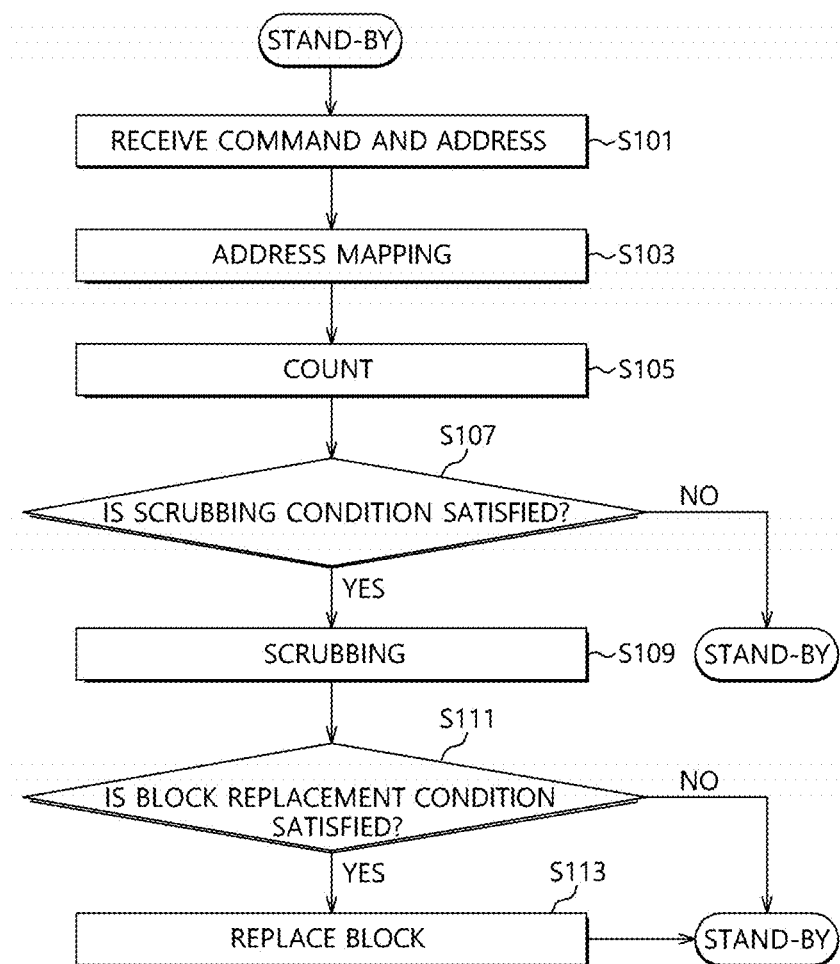 STAND-BY
RECEIVE COMMAND AND ADDRESS
S101
ADDRESS MAPPING
S103
COUNT
S105
S107
IS SCRUBBING CONDITION SATISFIED?
NO
YES
SCRUBBING
S109
STAND-BY
S111
IS BLOCK REPLACEMENT CONDITION
SATISFIED?
NO
YES
S113
REPLACE BLOCK
STAND-BY